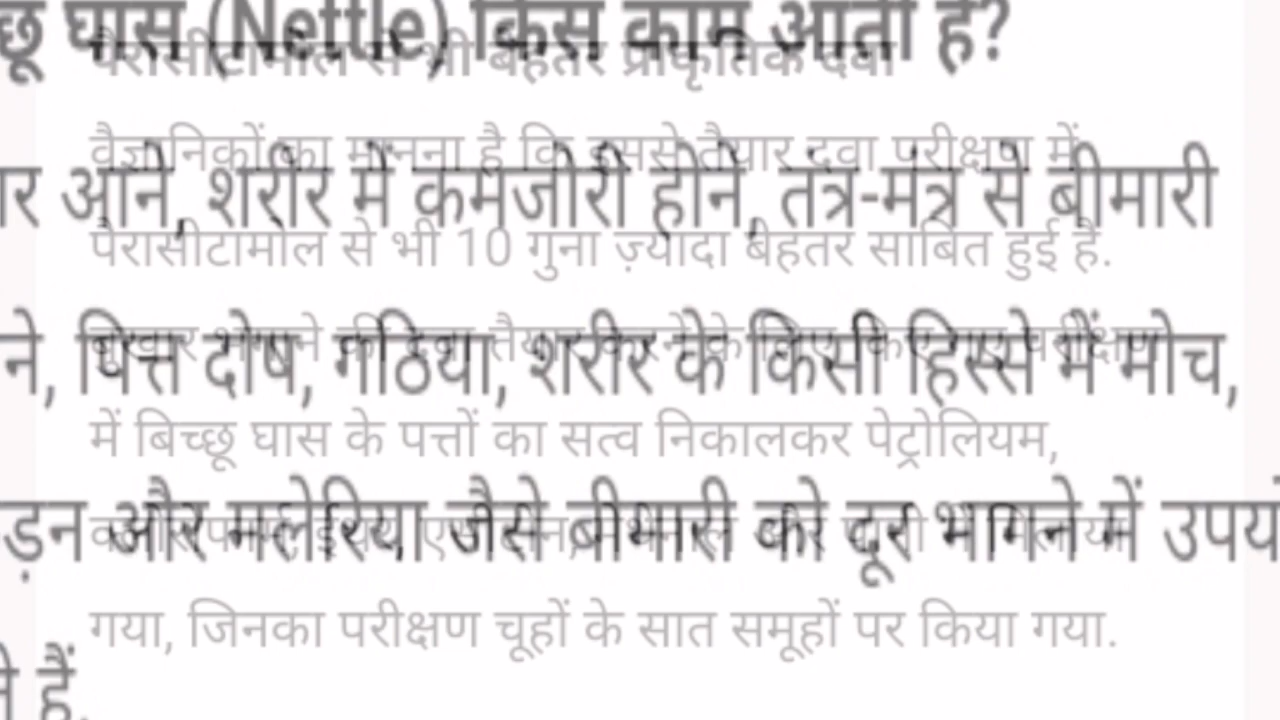 घास (Nettle) किस काम आती है?
पैरासीटामोल से भी बेहतर प्राकृतिक दवा
वैज्ञानिकों का मानना है कि इससे तैयार दवा परीक्षण में
आने, शरीर में कमजोरी होने, तंत्र-मंत्र से बीमारी
पैरासीटामोल से भी 10 गुना ज़्यादा बेहतर साबित हुई है.
पित्त दोष, गठिया, शरीर के किसी हिस्से में मोच,
में बिच्छू घास के पत्तों का सत्व निकालकर पेट्रोलियम,
और मलेरिया जैसे बीमारी को दूर भगाने में
गया, जिनका परीक्षण चूहों के सात समूहों पर किया गया.
हैं.